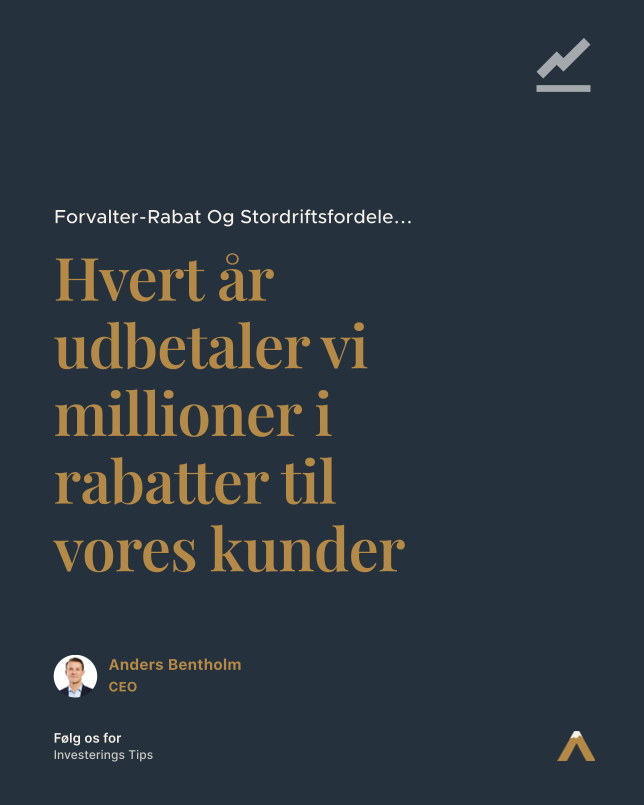 Forvalter-Rabat Og Stordriftsfordele...
Hvert år
udbetaler vi
millioner i
rabatter til
vores kunder
Anders Bentholm
CEO
Følg os for
Investerings Tips